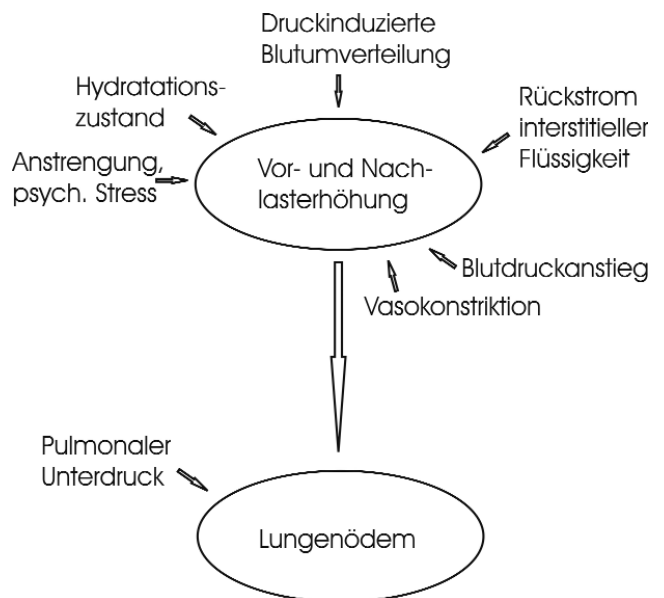 Druckinduzierte
Blutumverteilung
Hydratations-
zustand
Rückstrom
interstitieller
Flüssigkeit
Anstrengung,
psych. Stress
Vor- und Nach-
lasterhöhung
Blutdruckanstieg
Vasokonstriktion
Pulmonaler
Unterdruck
Lungenödem